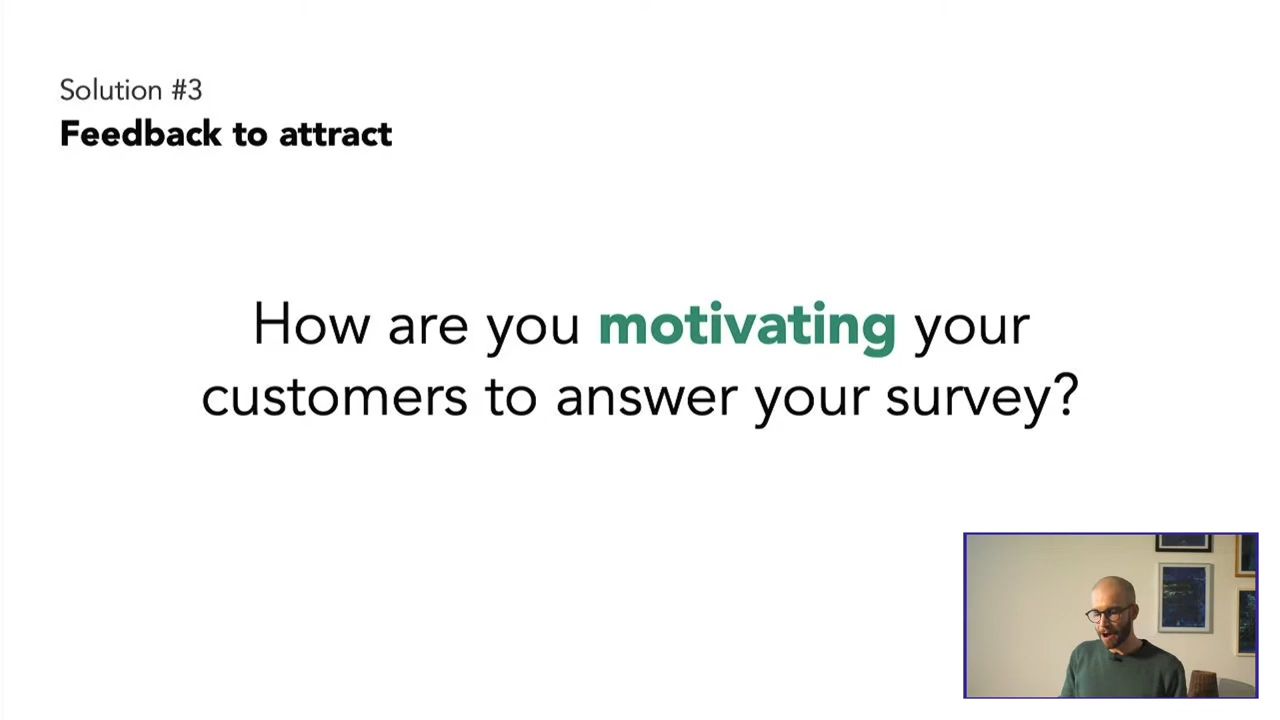 Solution #3
Feedback to attract
How are you motivating your
customers to answer your survey?